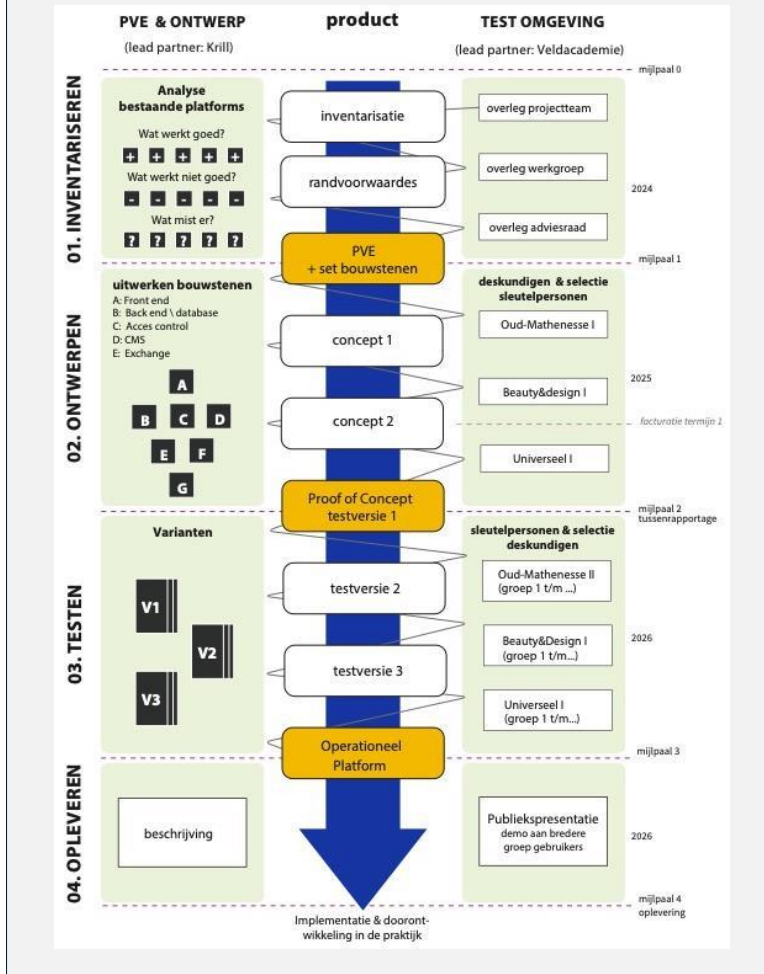 PVE & ONTWERP
(lead partner: Krill)
product
TEST OMGEVING
(lead partner: Veldacademie)
mijlpaal 0
01. INVENTARISEREN
Analyse
bestaande platforms
Wat werkt goed?
+ + + + +
Wat werkt niet goed?
- - - - -
Wat mist er?
? ? ? ? ?
inventarisatie
randvoorwaardes
PVE
+ set bouwstenen
overleg projectteam
overleg werkgroep
overleg adviesraad
2024
mijlpaal 1
02. ONTWERPEN
uitwerken bouwstenen
A: Front end
B: Back end \ database
C: Acces control
D: CMS
E: Exchange
A
B C D
E F
G
concept 1
concept 2
Proof of Concept
testversie 1
deskundigen & selectie
sleutelpersonen
Oud-Mathenesse I
Beauty&design I
Universeel I
2025
facturatie termijn 1
mijlpaal 2
tussenrapportage
03. TESTEN
Varianten
V1
V2
V3
testversie 2
testversie 3
Operationeel
Platform
sleutelpersonen & selectie
deskundigen
Oud-Mathenesse II
(groep 1 t/m ...)
Beauty&Design I
(groep 1 t/m...)
Universeel I
(groep 1 t/m...)
2026
mijlpaal 3
04. OPLEVEREN
beschrijving
Publiekspresentatie
demo aan bredere
groep gebruikers
2026
mijlpaal 4
oplevering
Implementatie & dooront-
wikkeling in de praktijk